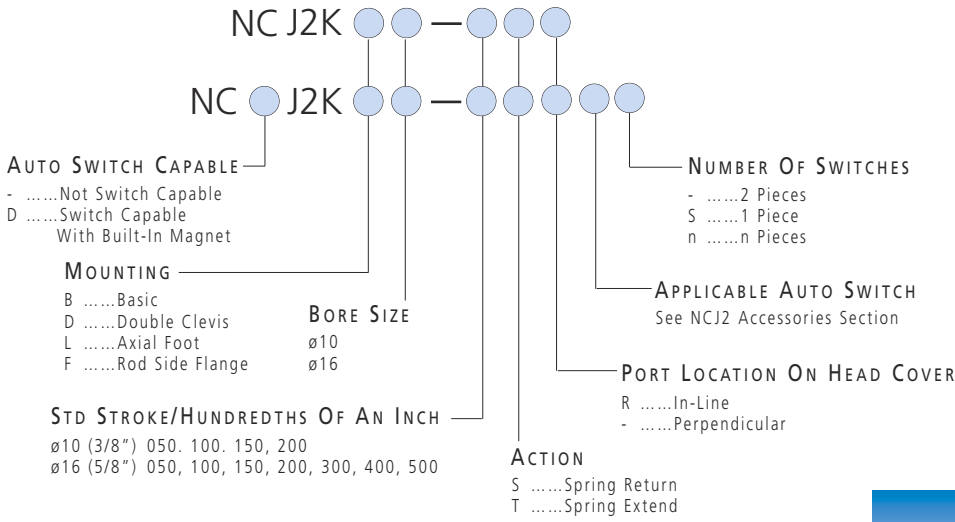 NC J2K —
NC J2K —
AUTO SWITCH CAPABLE
- ......Not Switch Capable
D ......Switch Capable
With Built-In Magnet
NUMBER OF SWITCHES
- ......2 Pieces
S ......1 Piece
n ......n Pieces
MOUNTING
B ......Basic
D ......Double Clevis
L ......Axial Foot
F ......Rod Side Flange
BORE SIZE
ø10
ø16
APPLICABLE AUTO SWITCH
See NCJ2 Accessories Section
PORT LOCATION ON HEAD COVER
R ......In-Line
- ......Perpendicular
STD STROKE/HUNDREDTHS OF AN INCH
ø10 (3/8”) 050. 100. 150, 200
ø16 (5/8”) 050, 100, 150, 200, 300, 400, 500
ACTION
S ......Spring Return
T ......Spring Extend